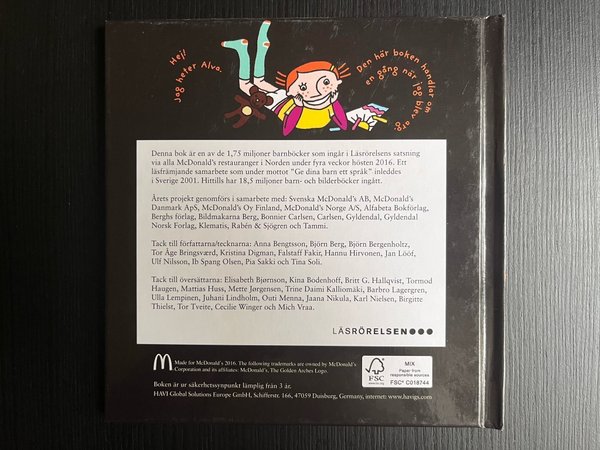 Hej!
Jag heter Alva.
Den här boken handlar om
en gång när jag blev arg.
Denna bok är en av de 1,75 miljoner barnböcker som ingår i Läsrörelsens satsning
via alla McDonald's restauranger i Norden under fyra veckor hösten 2016. Ett
läsfrämjande samarbete som under mottot "Ge dina barn ett språk" inleddes
i Sverige 2001. Hittills har 18,5 miljoner barn- och bilderböcker ingått.
Årets projekt genomförs i samarbete med: Svenska McDonald's AB, McDonald's
Danmark ApS, McDonald's Oy Finland, McDonald's Norge A/S, Alfabeta Bokförlag,
Berghs förlag, Bildmakarna Berg, Bonnier Carlsen, Carlsen, Gyldendal, Gyldendal
Norsk Forlag, Klematis, Rabén & Sjögren och Tammi.
Tack till författarna/tecknarna: Anna Bengtsson, Björn Berg, Björn Bergenholtz,
Tor Åge Bringsværd, Kristina Digman, Falstaff Fakir, Hannu Hirvonen, Jan Lööf,
Ulf Nilsson, Ib Spang Olsen, Pia Sakki och Tina Soli.
Tack till översättarna: Elisabeth Bjørnson, Kina Bodenhoff, Britt G. Hallqvist, Tormod
Haugen, Mattias Huss, Mette Jørgensen, Trine Daimi Kalliomäki, Barbro Lagergren,
Ulla Lempinen, Juhani Lindholm, Outi Menna, Jaana Nikula, Karl Nielsen, Birgitte
Thielst, Tor Tveite, Cecilie Winger och Mich Vraa.
LÄSRÖRELSEN
Made for McDonald's 2016. The following trademarks are owned by McDonald's
Corporation and its affiliates: McDonald's, The Golden Arches Logo.
Boken är ur säkerhetssynpunkt lämplig från 3 år.
HAVI Global Solutions Europe GmbH, Schifferstr. 166, 47059 Duisburg, Germany, internet: www.havigs.com
FSC
www.fsc.org
MIX
Paper from
responsible sources
FSC® C018744